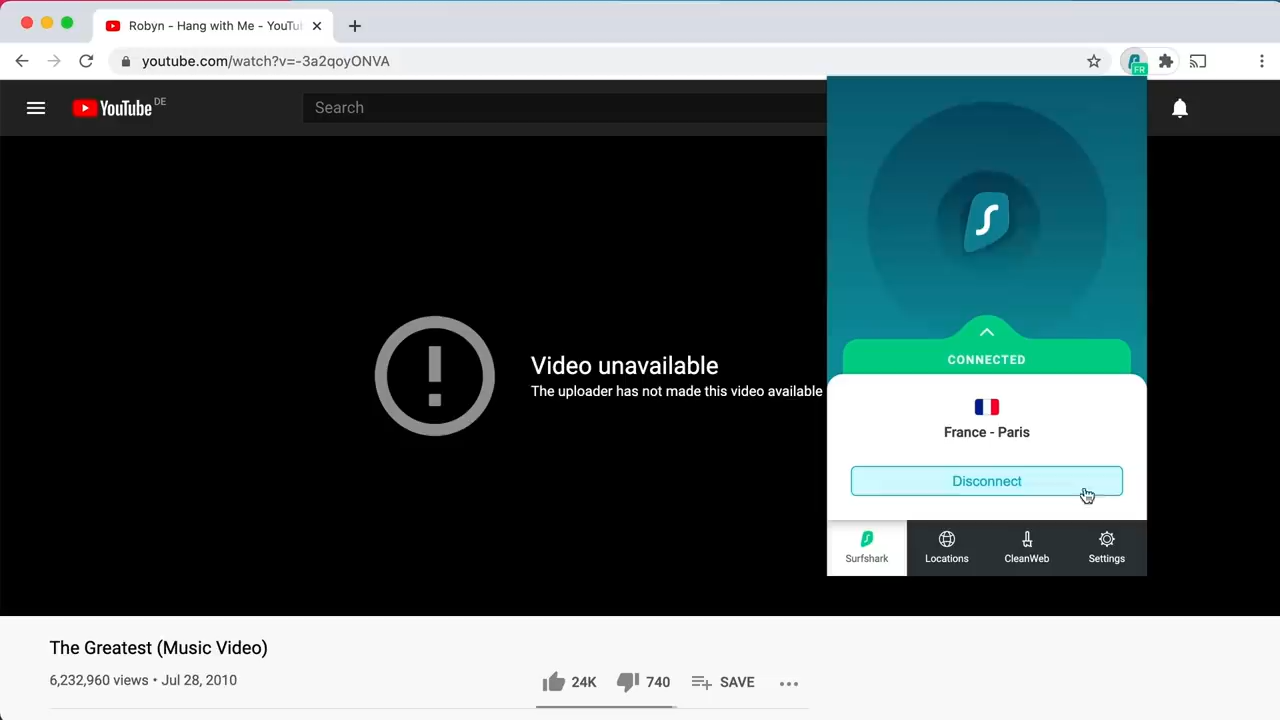 Robyn - Hang with Me - YouTu
youtube.com/watch?v=-3a2qoyONVA
FR
YouTube DE
Search
Video unavailable
The uploader has not made this video available
CONNECTED
France - Paris
Disconnect
Surfshark
Locations
CleanWeb
Settings
The Greatest (Music Video)
6,232,960 views • Jul 28, 2010
24K
740
SAVE